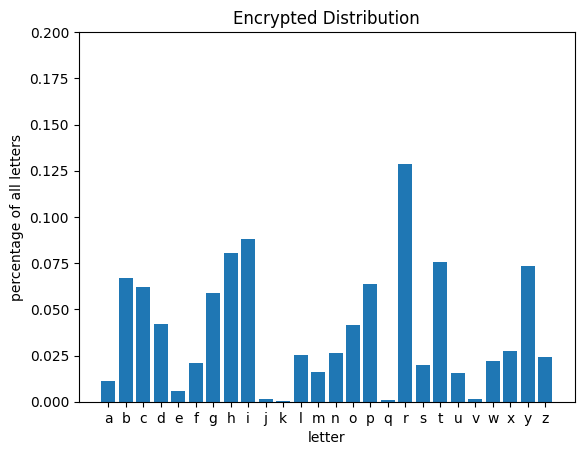 Encrypted Distribution
percentage of all letters
0.200
0.175
0.150
0.125
0.100
0.075
0.050
0.025
0.000
a b c d e f g h i j k l m n o p q r s t u v w x y z
letter